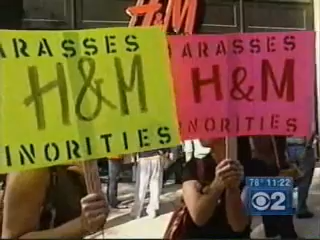 H&M
ARASSES
H&M
INORITIES
ARASSES
H&M
INORITIES
78° 11:22
2